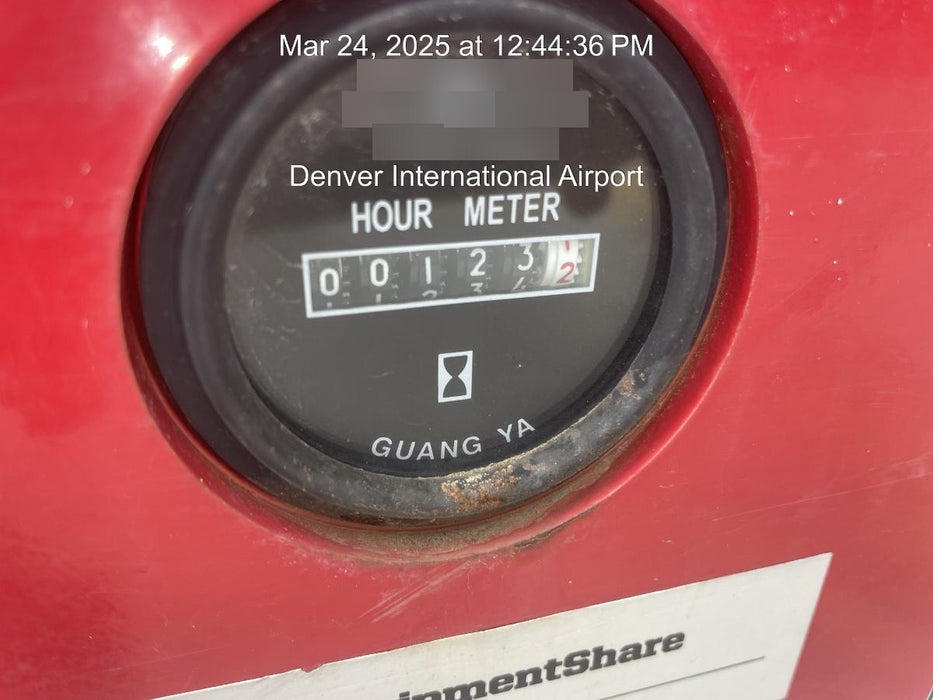 Mar 24, 2025 at 12:44:36 PM
Denver International Airport
HOUR METER
0 0 1 2 3 2
GUANG YA